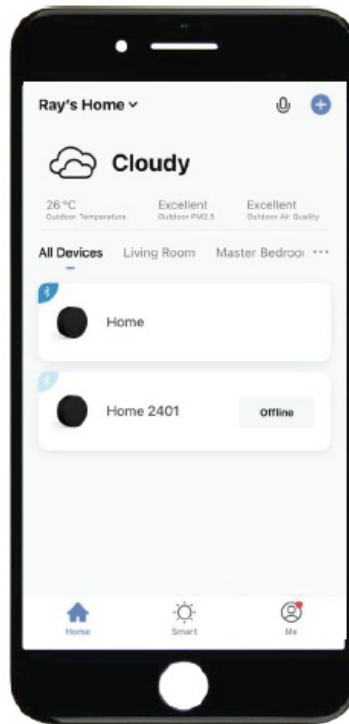 Ray's Home
Cloudy
26 °C Excellent Excellent
Outdoor Temperature Outdoor PM2.5 Outdoor Air Quality
All Devices Living Room Master Bedroo ···
Home
Home 2401 Offline
Home Smart Me